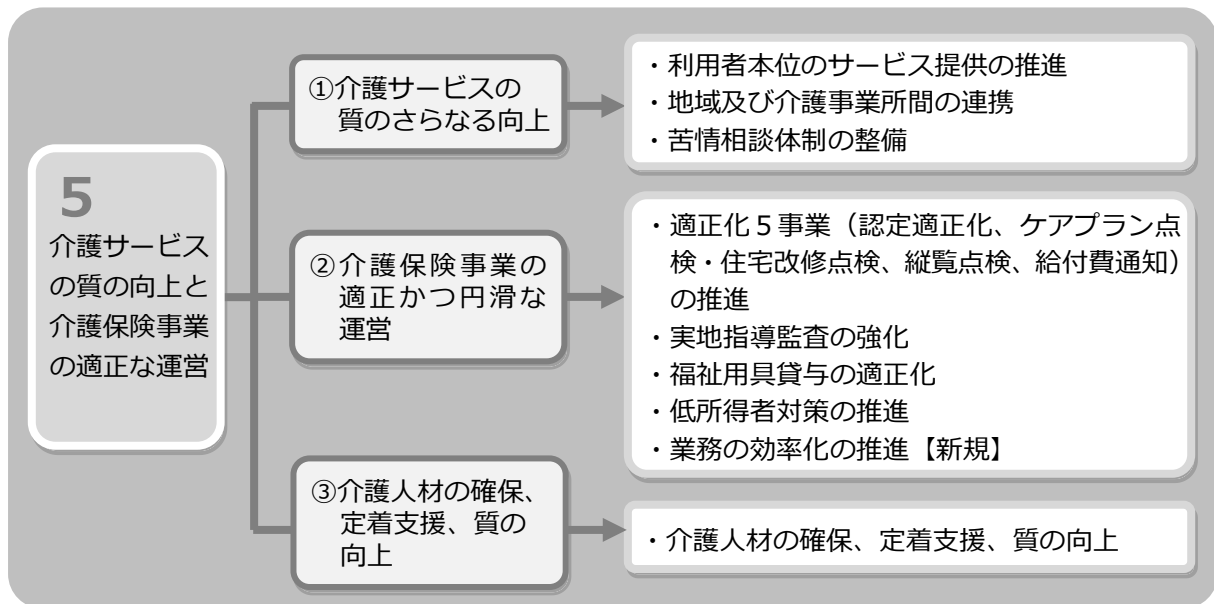 5
介護サービス
の質の向上と
介護保険事業
の適正な運営
①介護サービスの
質のさらなる向上
・利用者本位のサービス提供の推進
・地域及び介護事業所間の連携
・苦情相談体制の整備
②介護保険事業の
適正かつ円滑な
運営
・適正化５事業（認定適正化、ケアプラン点
検・住宅改修点検、縦覧点検、給付費通知）
の推進
・実地指導監査の強化
・福祉用具貸与の適正化
・低所得者対策の推進
・業務の効率化の推進【新規】
③介護人材の確保、
定着支援、質の
向上
・介護人材の確保、定着支援、質の向上